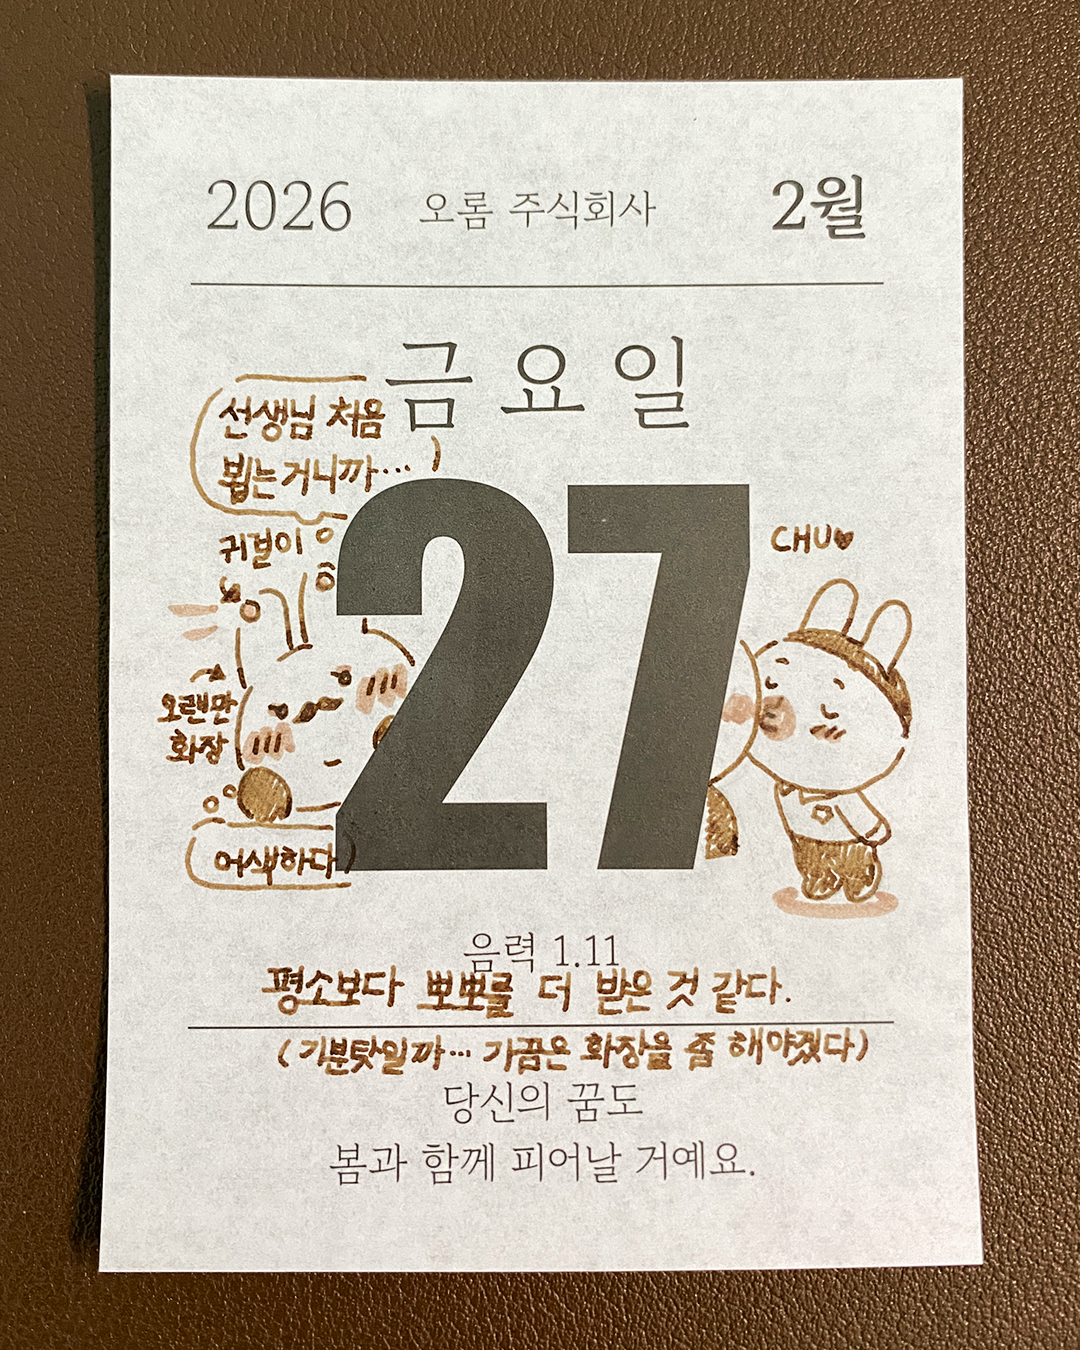 2026 오롬 주식회사 2월
금요일
선생님 처음
뵙는거니까...
27
귀걸이
CHU♥
오랜만
화장
어색하다
음력 1.11
평소보다 뽀뽀를 더 받은 것 같다.
(기분탓일까... 가끔은 화장을 좀 해야겠다)
당신의 꿈도
봄과 함께 피어날 거예요.